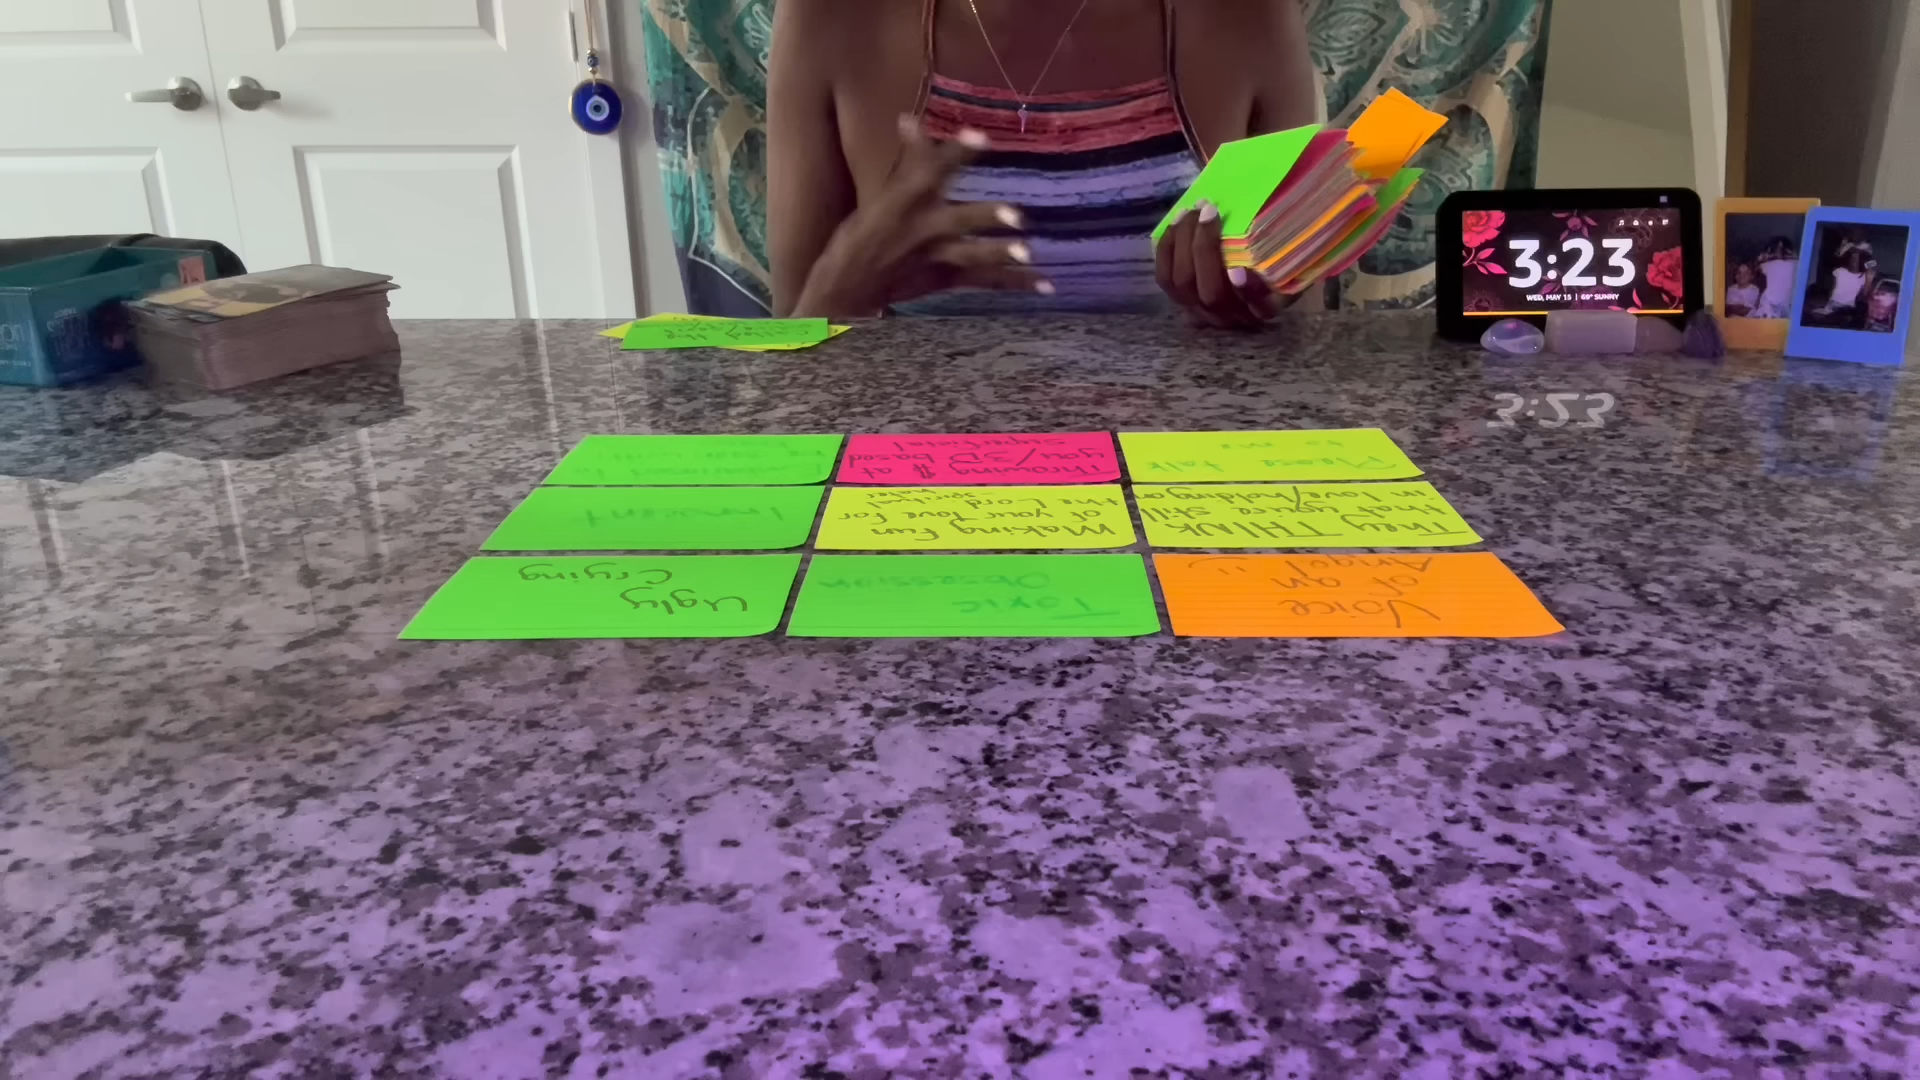 3:23
WED, MAY 15 | 69° SUNNY
Throwing $ at
you/3D based
superficial
Please talk
to me
Innocent
Making fun
of your love for
the Lord
-spiritual
They THINK
that you're still
in love/holding on
Ugly
Crying
Toxic
Obsession
Voice
of an
Angel :)